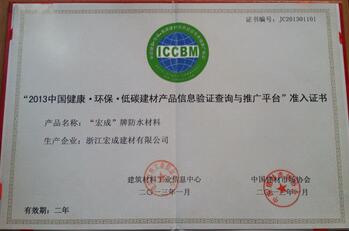 证书编号：JC201301101
ICCBM
“2013中国健康·环保·低碳建材产品信息验证查询与推广平台”准入证书
产品名称：“宏成”牌防水材料
生产企业：浙江宏成建材有限公司
建筑材料工业信息中心
中国建材市场协会
二〇一三年一月
二〇一三年一月
有效期：二年